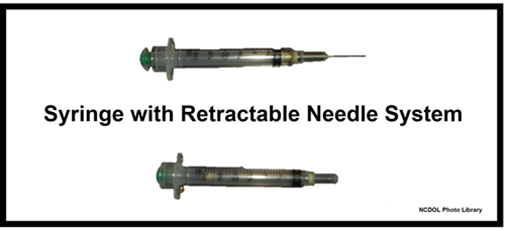 Syringe with Retractable Needle System
NCDOL Photo Library